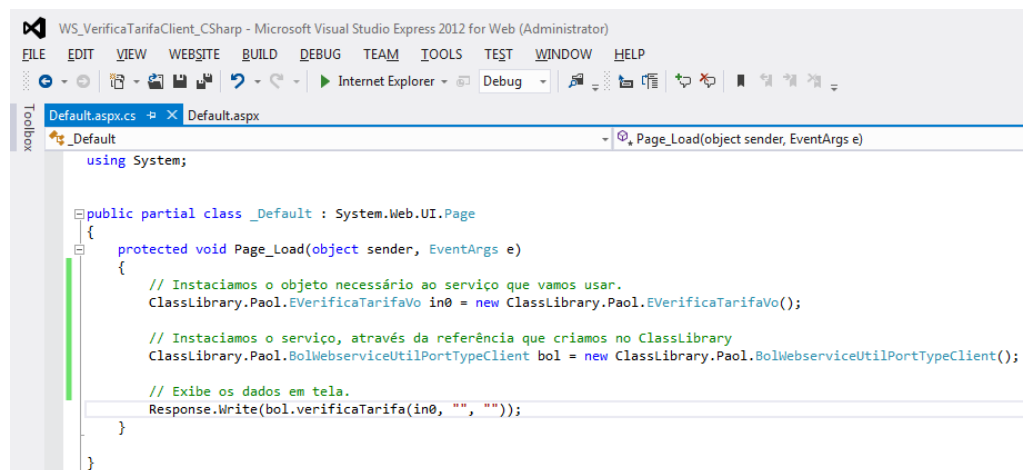 WS_VerificaTarifaClient_CSharp - Microsoft Visual Studio Express 2012 for Web (Administrator)
FILE EDIT VIEW WEBSITE BUILD DEBUG TEAM TOOLS TEST WINDOW HELP
Internet Explorer Debug
Toolbox
Default.aspx.cs Default.aspx
_Default Page_Load(object sender, EventArgs e)
using System;
public partial class _Default : System.Web.UI.Page
{
protected void Page_Load(object sender, EventArgs e)
{
// Instaciamos o objeto necessário ao serviço que vamos usar.
ClassLibrary.Paol.EVerificaTarifaVo in0 = new ClassLibrary.Paol.EVerificaTarifaVo();
// Instaciamos o serviço, através da referência que criamos no ClassLibrary
ClassLibrary.Paol.BolWebserviceUtilPortTypeClient bol = new ClassLibrary.Paol.BolWebserviceUtilPortTypeClient();
// Exibe os dados em tela.
Response.Write(bol.verificaTarifa(in0, "", ""));
}
}